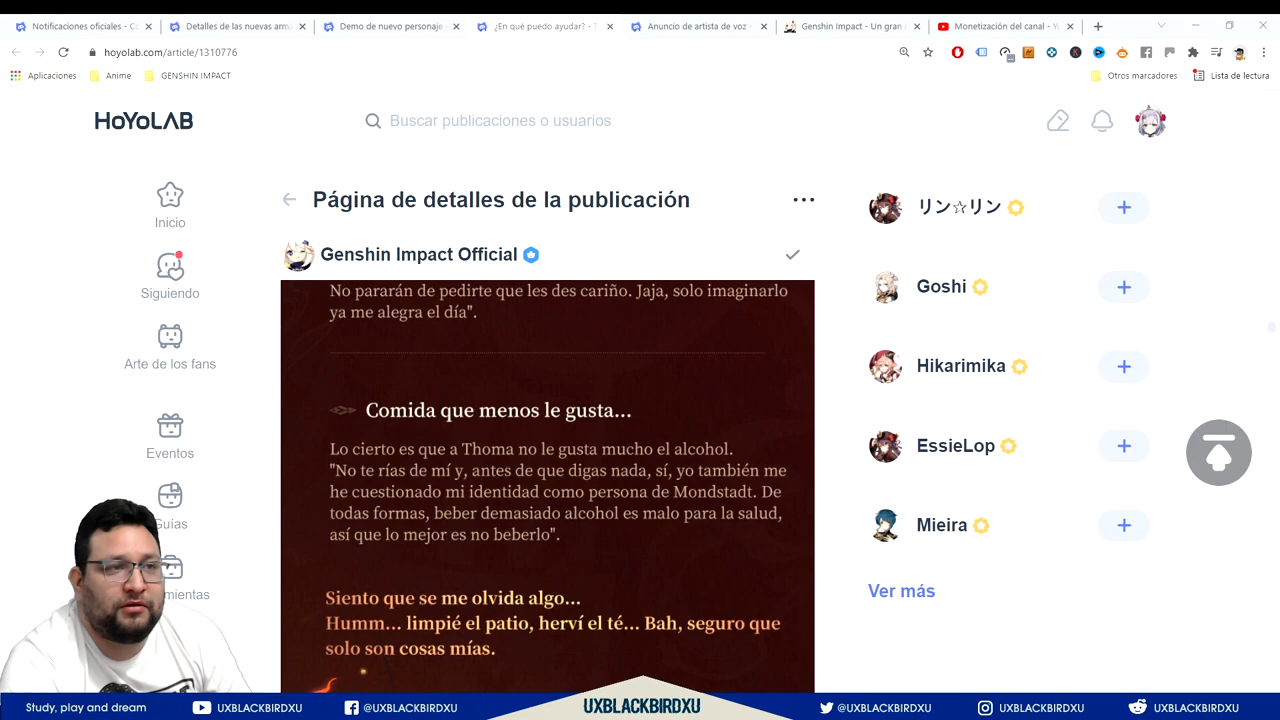 Notificaciones oficiales - C
Detalles de las nuevas arma
Demo de nuevo personaje -
¿En qué puedo ayudar? - T
Anuncio de artista de voz -
Genshin Impact - Un gran
Monetización del canal - Yo
hoyolab.com/article/1310776
Aplicaciones
Anime
GENSHIN IMPACT
Otros marcadores
Lista de lectura
HoYoLAB
Buscar publicaciones o usuarios
Inicio
Siguiendo
Arte de los fans
Eventos
Guías
mientas
Página de detalles de la publicación
Genshin Impact Official
No pararán de pedirte que les des cariño. Jaja, solo imaginarlo
ya me alegra el día".
Comida que menos le gusta...
Lo cierto es que a Thoma no le gusta mucho el alcohol.
"No te rías de mí y, antes de que digas nada, sí, yo también me
he cuestionado mi identidad como persona de Mondstadt. De
todas formas, beber demasiado alcohol es malo para la salud,
así que lo mejor es no beberlo".
Siento que se me olvida algo...
Humm... limpié el patio, herví el té... Bah, seguro que
solo son cosas mías.
リン☆リン
Goshi
Hikarimika
EssieLop
Mieira
Ver más
Study, play and dream
UXBLACKBIRDXU
@UXBLACKBIRDXU
UXBLACKBIRDXU
@UXBLACKBIRDXU
UXBLACKBIRDXU
UXBLACKBIRDXU